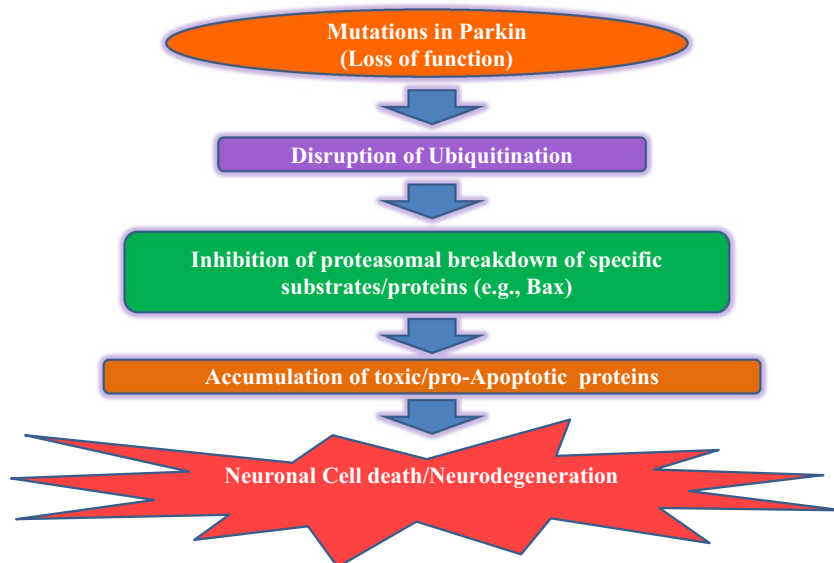 Mutations in Parkin
(Loss of function)
Disruption of Ubiquitination
Inhibition of proteasomal breakdown of specific
substrates/proteins (e.g., Bax)
Accumulation of toxic/pro-Apoptotic proteins
Neuronal Cell death/Neurodegeneration